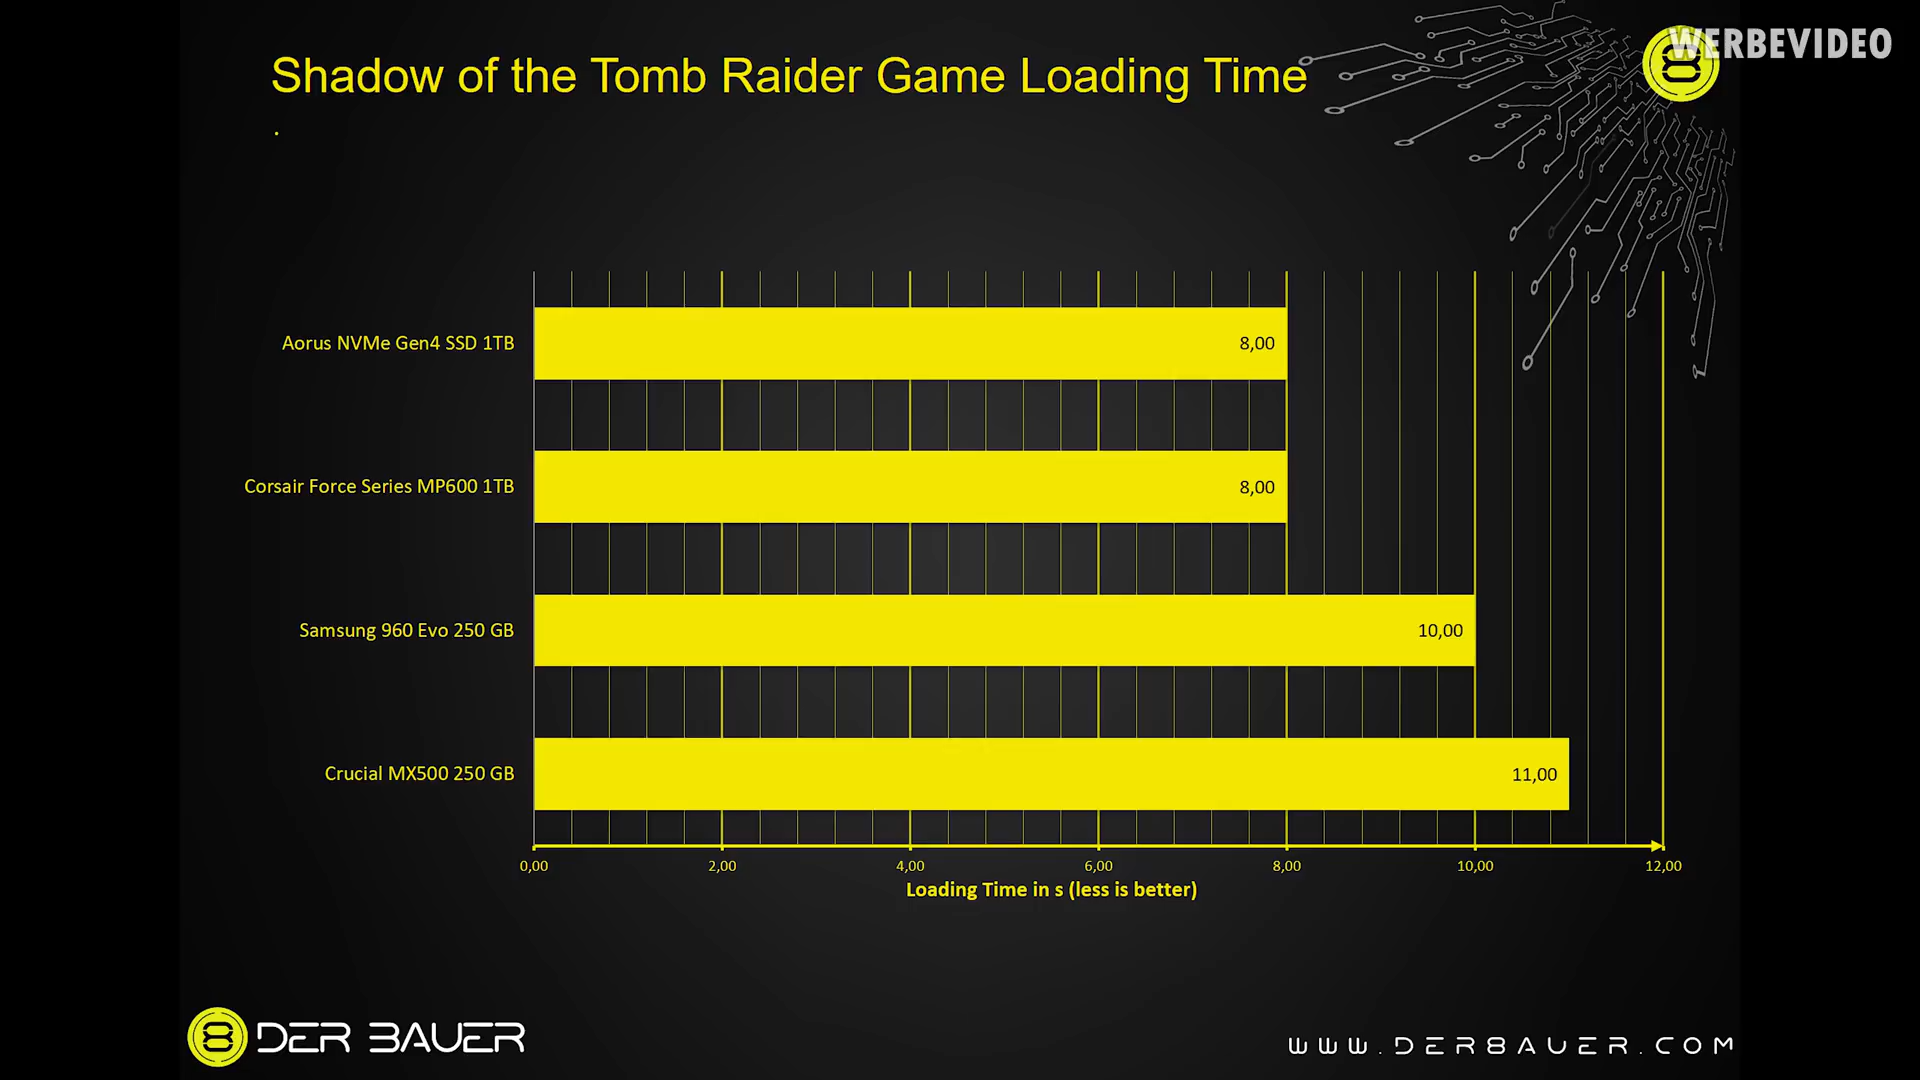 WERBEVIDEO
Shadow of the Tomb Raider Game Loading Time
.
Aorus NVMe Gen4 SSD 1TB
8,00
Corsair Force Series MP600 1TB
8,00
Samsung 960 Evo 250 GB
10,00
Crucial MX500 250 GB
11,00
0,00 2,00 4,00 6,00 8,00 10,00 12,00
Loading Time in s (less is better)
DER BAUER
WWW.DER8AUER.COM